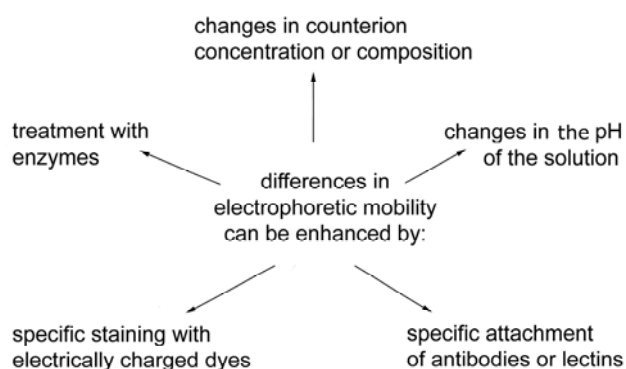 changes in counterion
concentration or composition
treatment with
enzymes
changes in the pH
of the solution
differences in
electrophoretic mobility
can be enhanced by:
specific staining with
electrically charged dyes
specific attachment
of antibodies or lectins